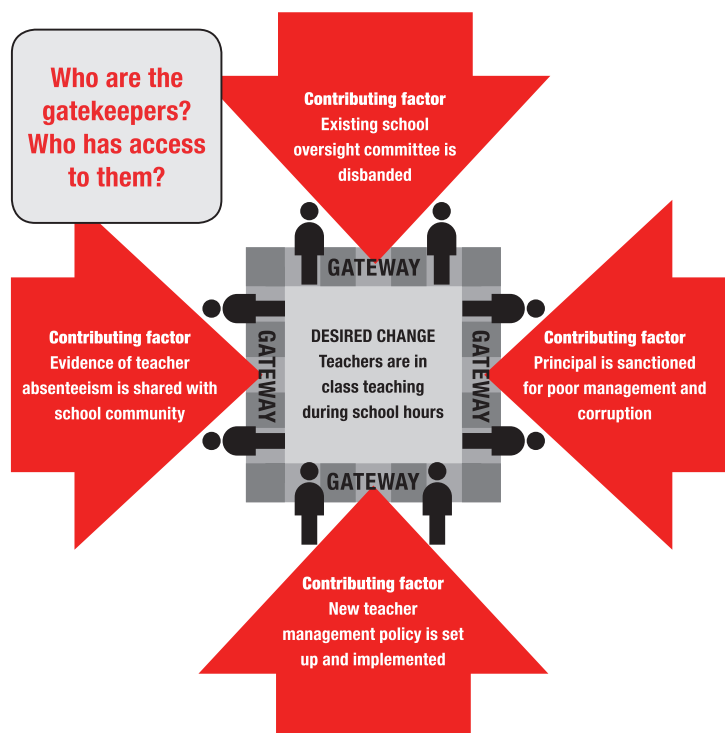 Who are the
gatekeepers?
Who has access
to them?
Contributing factor
Existing school
oversight committee is
disbanded
GATEWAY
Contributing factor
Evidence of teacher
absenteeism is shared with
school community
GATEWAY
DESIRED CHANGE
Teachers are in
class teaching
during school hours
GATEWAY
Contributing factor
Principal is sanctioned
for poor management and
corruption
GATEWAY
Contributing factor
New teacher
management policy is set
up and implemented